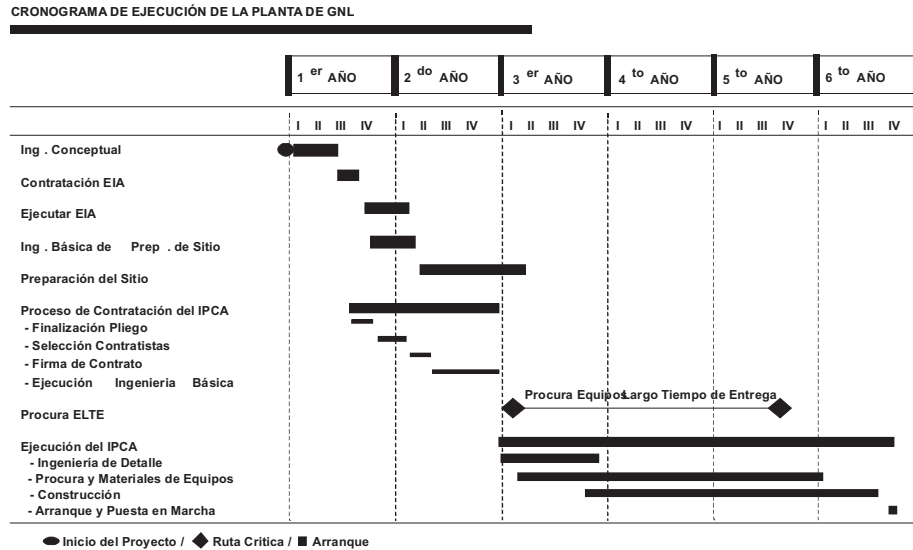 CRONOGRAMA DE EJECUCIÓN DE LA PLANTA DE GNL
1 er AÑO 2 do AÑO 3 er AÑO 4 to AÑO 5 to AÑO 6 to AÑO
I II III IV I II III IV I II III IV I II III IV I II III IV I II III IV
Ing . Conceptual
Contratación EIA
Ejecutar EIA
Ing . Básica de Prep . de Sitio
Preparación del Sitio
Proceso de Contratación del IPCA
- Finalización Pliego
- Selección Contratistas
- Firma de Contrato
- Ejecución Ingenieria Básica
Procura Equipos Largo Tiempo de Entrega
Procura ELTE
Ejecución del IPCA
- Ingeniería de Detalle
- Procura y Materiales de Equipos
- Construcción
- Arranque y Puesta en Marcha
Inicio del Proyecto / Ruta Critica / Arranque